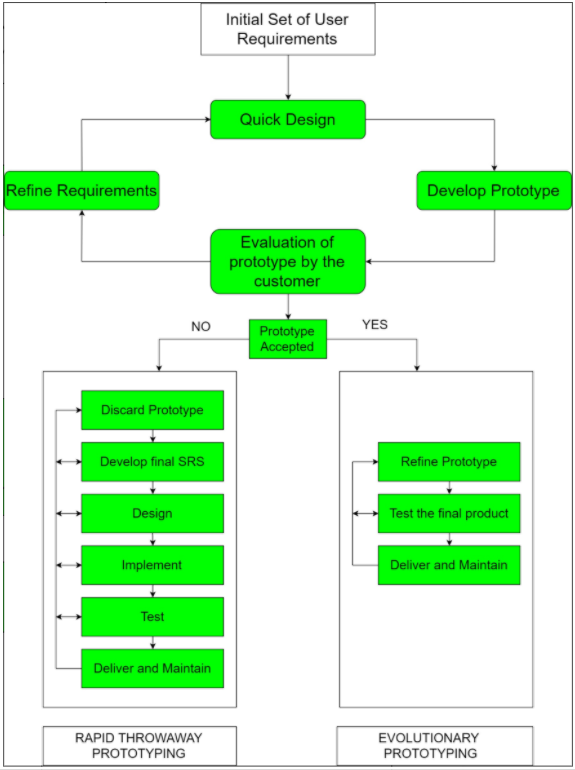 Initial Set of User
Requirements
Quick Design
Refine Requirements
Develop Prototype
Evaluation of
prototype by the
customer
NO
Prototype
Accepted
YES
Discard Prototype
Develop final SRS
Design
Implement
Test
Deliver and Maintain
Refine Prototype
Test the final product
Deliver and Maintain
RAPID THROWAWAY
PROTOTYPING
EVOLUTIONARY
PROTOTYPING